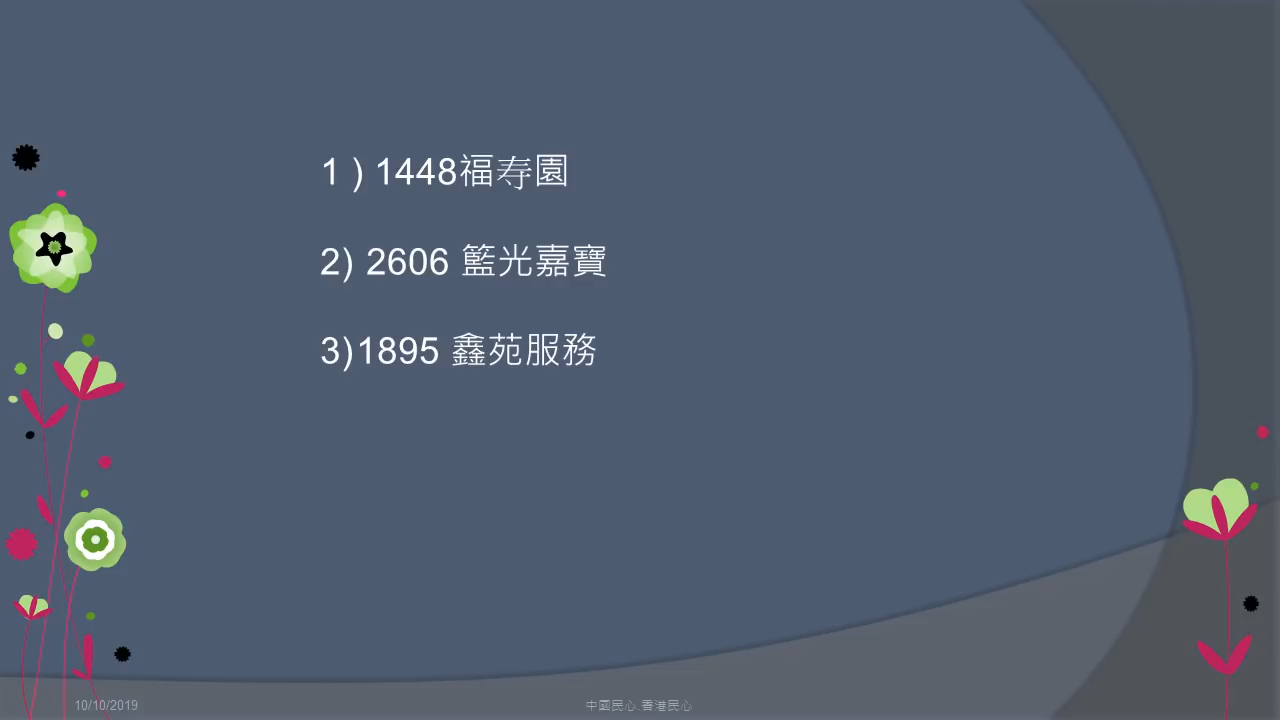 1 ) 1448福寿園
2) 2606 籃光嘉寶
3)1895 鑫苑服務
10/10/2019
中國民心.香港民心